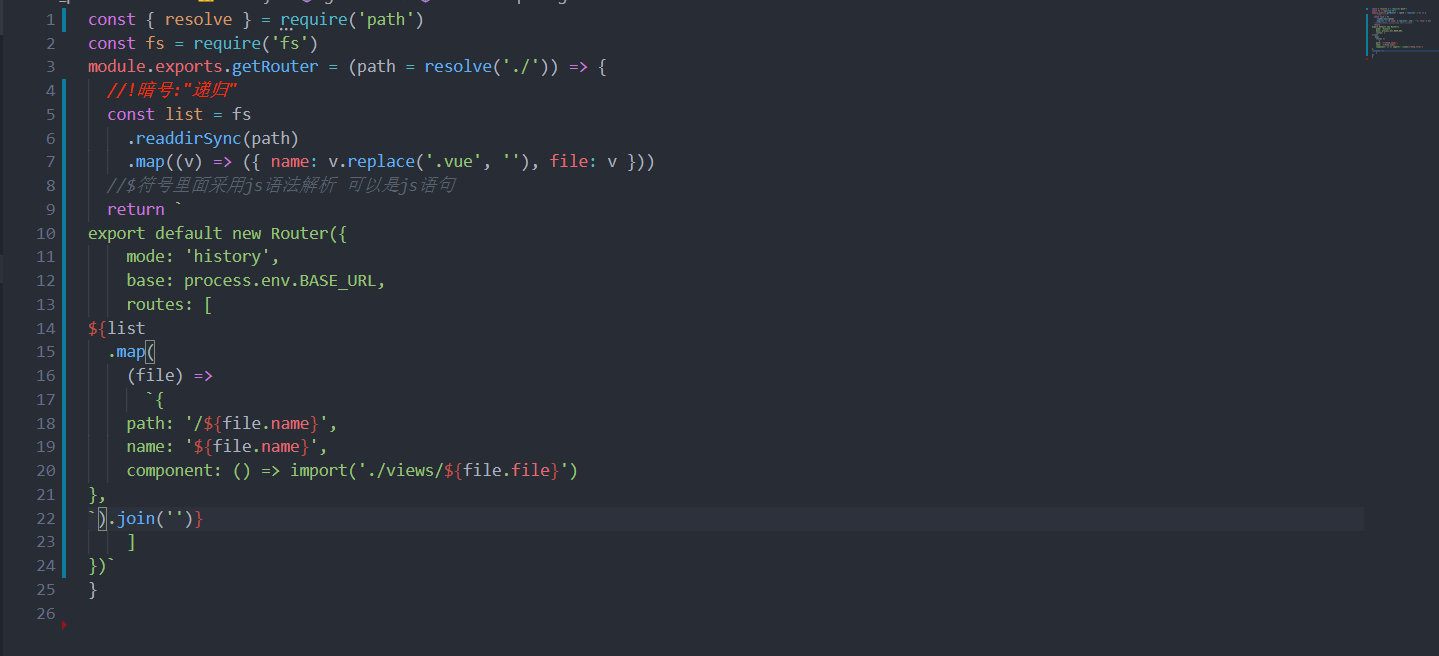 1 const { resolve } = require('path')
2 const fs = require('fs')
3 module.exports.getRouter = (path = resolve('./')) => {
4 //!暗号:“递归”
5 const list = fs
6 .readdirSync(path)
7 .map((v) => ({ name: v.replace('.vue', ''), file: v }))
8 //$符号里面采用js语法解析 可以是js语句
9 return `
10 export default new Router({
11 mode: 'history',
12 base: process.env.BASE_URL,
13 routes: [
14 ${list
15 .map(
16 (file) =>
17 `{
18 path: '/${file.name}',
19 name: '${file.name}',
20 component: () => import('./views/${file.file}')
21 },
22 `).join('')}
23 ]
24 })`
25 }
26